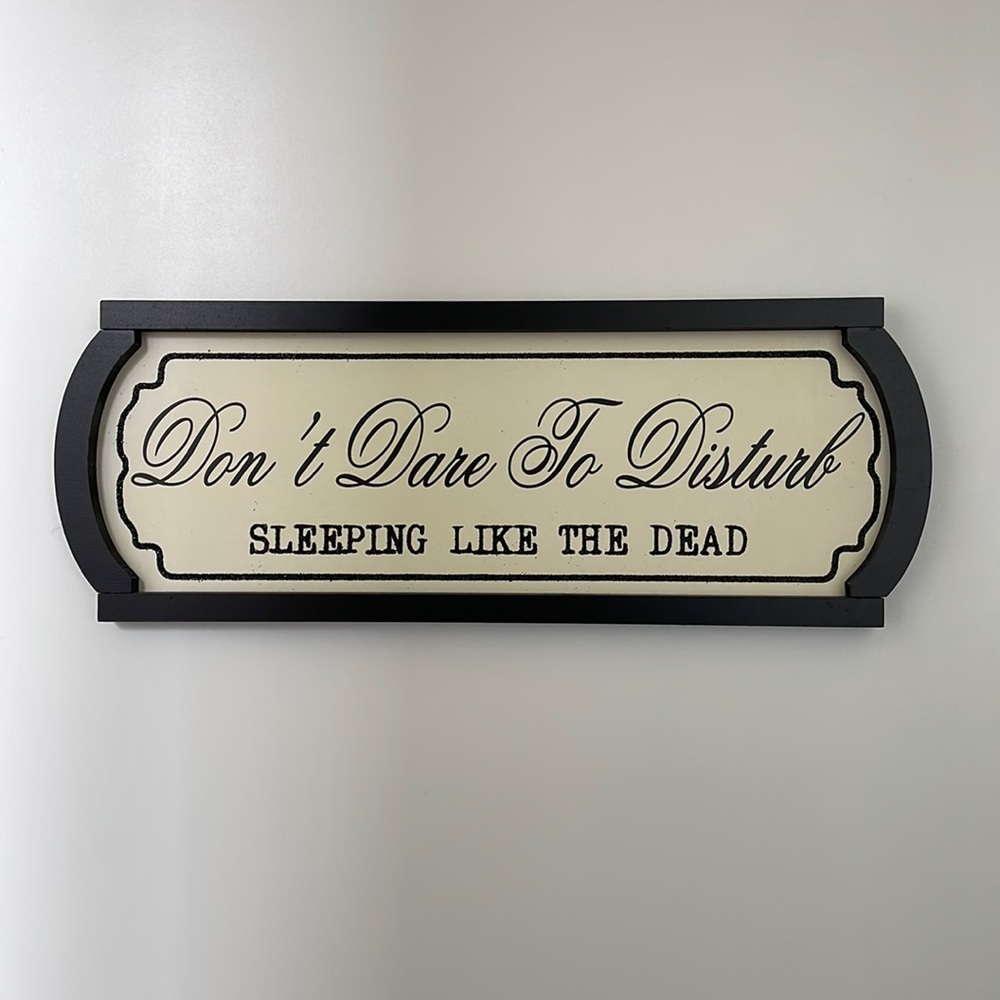 Don't Dare To Disturb
SLEEPING LIKE THE DEAD